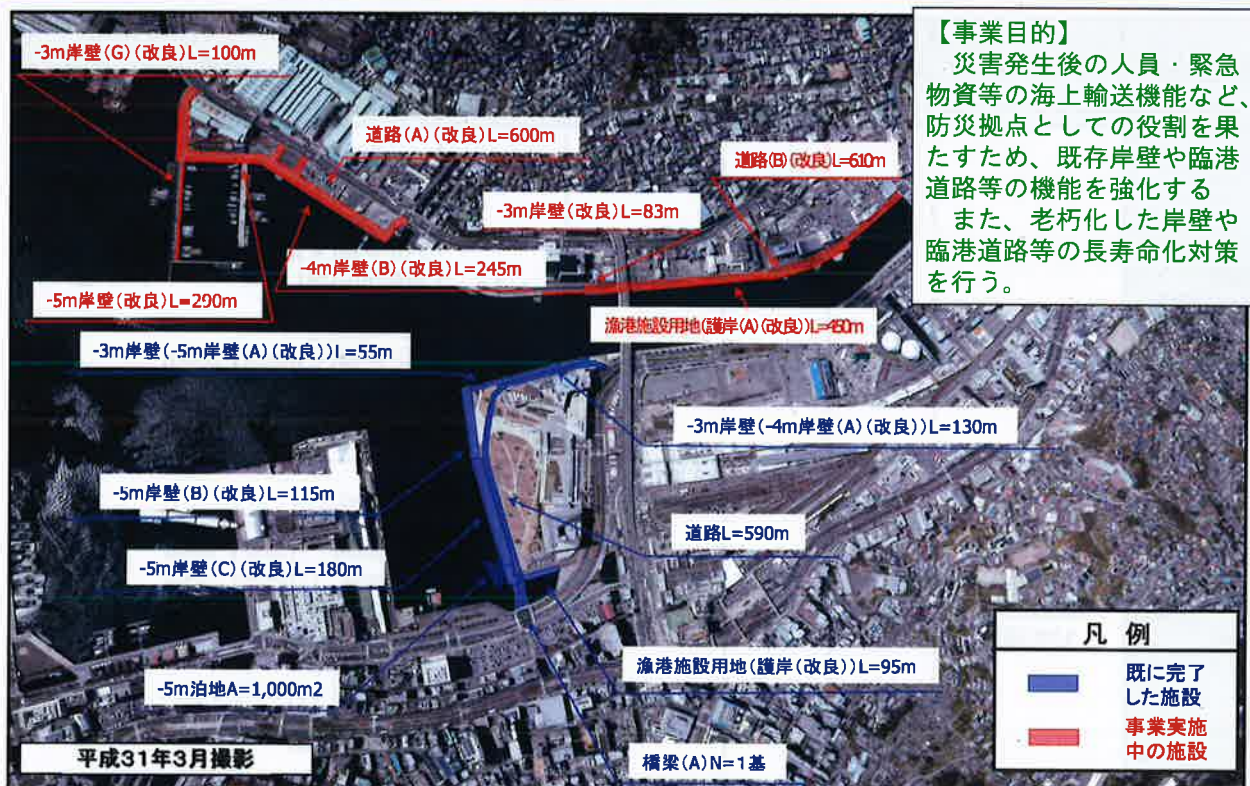 -3m岸壁(G)(改良)L=100m
道路(A)(改良)L=600m
道路(B)(改良)L=610m
-3m岸壁(改良)L=83m
-4m岸壁(B)(改良)L=245m
-5m岸壁(改良)L=290m
漁港施設用地(護岸(A)(改良))L=450m
-3m岸壁(-5m岸壁(A)(改良))L=55m
-3m岸壁(-4m岸壁(A)(改良))L=130m
-5m岸壁(B)(改良)L=115m
道路L=590m
-5m岸壁(C)(改良)L=180m
漁港施設用地(護岸(改良))L=95m
-5m泊地A=1,000m2
橋梁(A)N=1基
平成31年3月撮影
【事業目的】
災害発生後の人員・緊急
物資等の海上輸送機能など、
防災拠点としての役割を果
たすため、既存岸壁や臨港
道路等の機能を強化する
また、老朽化した岸壁や
臨港道路等の長寿命化対策
を行う。
凡例
既に完了
した施設
事業実施
中の施設